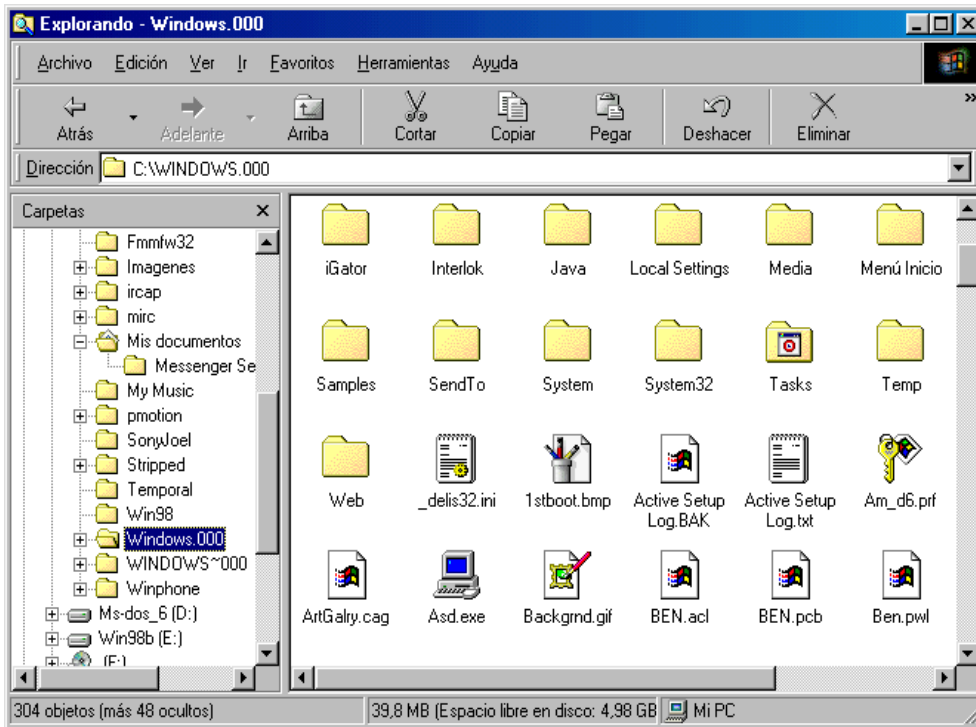 Explorando - Windows.000
Archivo Edición Ver Ir Favoritos Herramientas Ayuda
Atrás Adelante Arriba Cortar Copiar Pegar Deshacer Eliminar
Dirección C:\WINDOWS.000
Carpetas
Fmmfw32
Imagenes
ircap
mirc
Mis documentos
Messenger Se
My Music
pmotion
SonyJoel
Stripped
Temporal
Win98
Windows.000
WINDOWS~000
Winphone
Ms-dos_6 (D:)
Win98b (E:)
(F:)
iGator Interlok Java Local Settings Media Menú Inicio
Samples SendTo System System32 Tasks Temp
Web _delis32.ini 1stboot.bmp Active Setup Log.BAK Active Setup Log.txt Am_d6.prf
ArtGalry.cag Asd.exe Backgrnd.gif BEN.acl BEN.pcb Ben.pwl
304 objetos (más 48 ocultos) 39,8 MB (Espacio libre en disco: 4,98 GB Mi PC